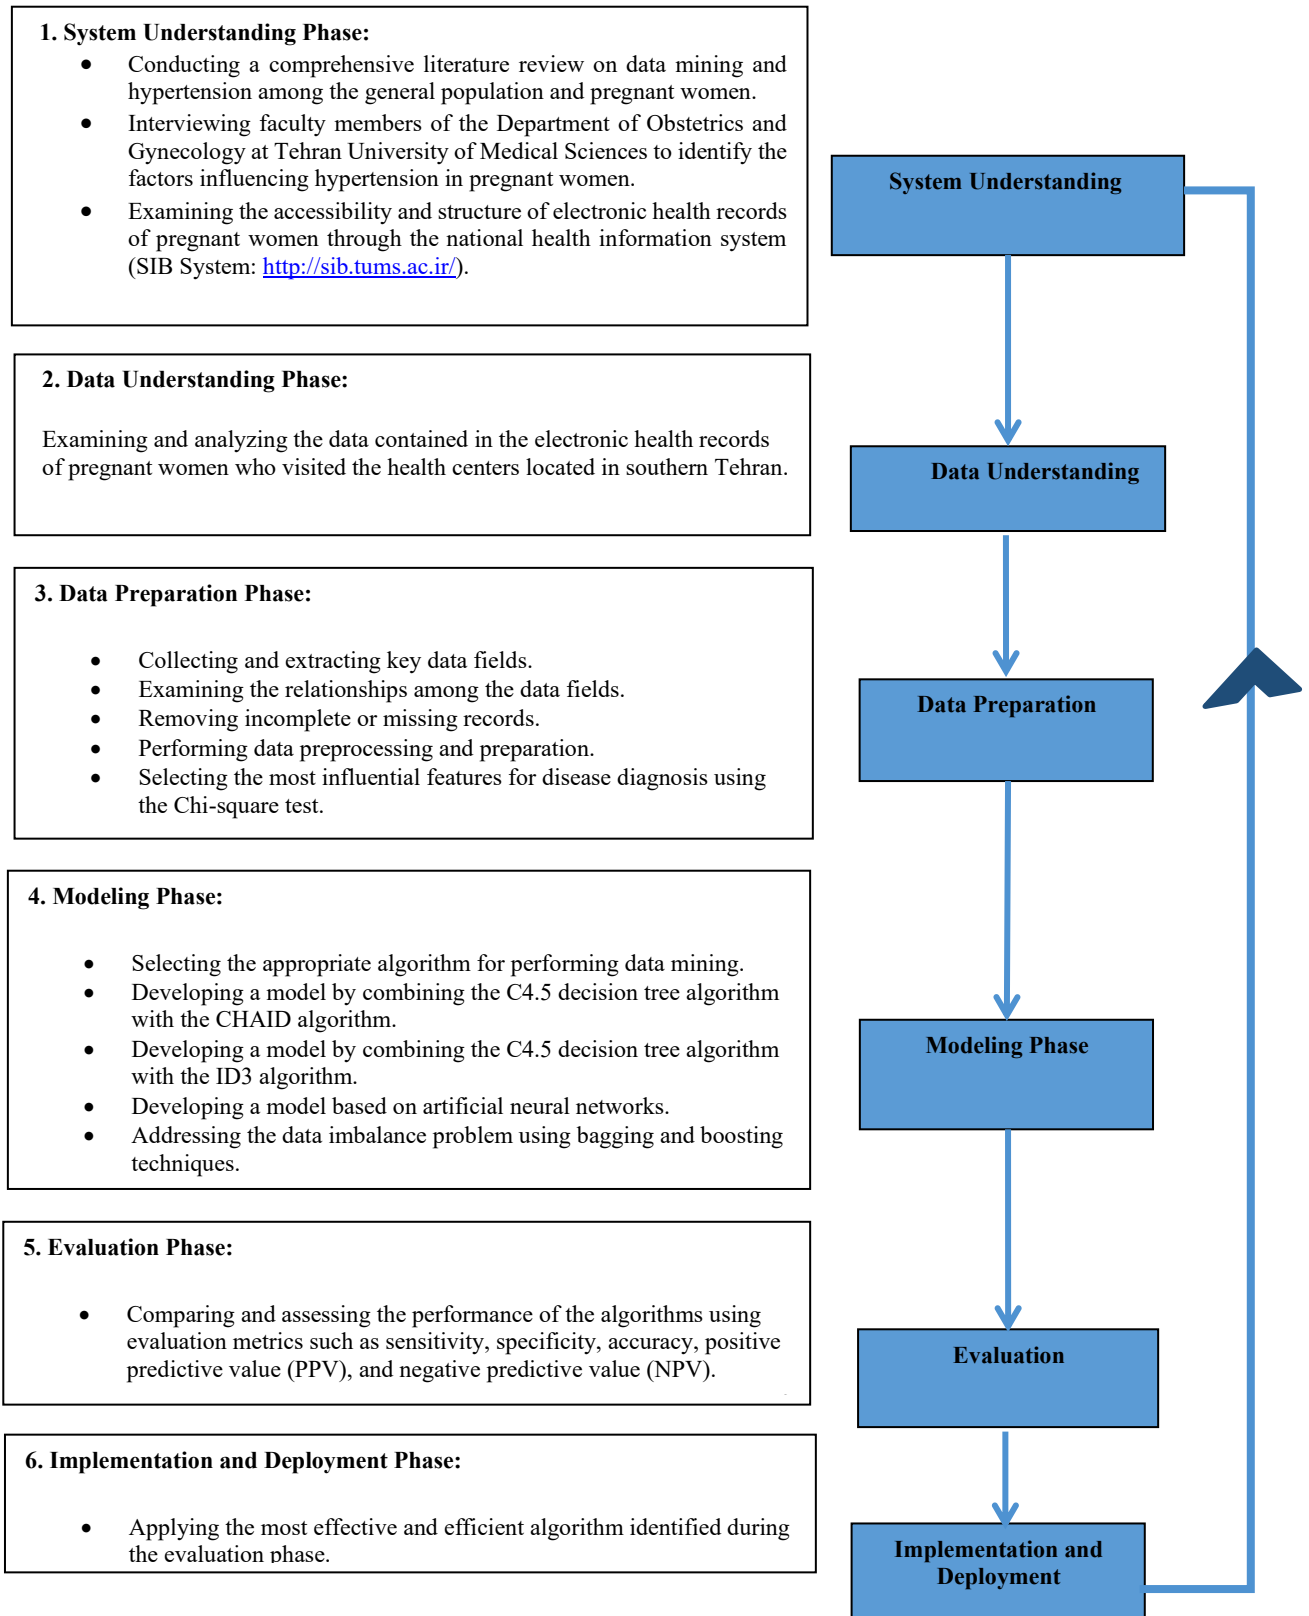 1. System Understanding Phase:
• Conducting a comprehensive literature review on data mining and
hypertension among the general population and pregnant women.
• Interviewing faculty members of the Department of Obstetrics and
Gynecology at Tehran University of Medical Sciences to identify the
factors influencing hypertension in pregnant women.
• Examining the accessibility and structure of electronic health records
of pregnant women through the national health information system
(SIB System: http://sib.tums.ac.ir/).
2. Data Understanding Phase:
Examining and analyzing the data contained in the electronic health records
of pregnant women who visited the health centers located in southern Tehran.
3. Data Preparation Phase:
• Collecting and extracting key data fields.
• Examining the relationships among the data fields.
• Removing incomplete or missing records.
• Performing data preprocessing and preparation.
• Selecting the most influential features for disease diagnosis using
the Chi-square test.
4. Modeling Phase:
• Selecting the appropriate algorithm for performing data mining.
• Developing a model by combining the C4.5 decision tree algorithm
with the CHAID algorithm.
• Developing a model by combining the C4.5 decision tree algorithm
with the ID3 algorithm.
• Developing a model based on artificial neural networks.
• Addressing the data imbalance problem using bagging and boosting
techniques.
5. Evaluation Phase:
• Comparing and assessing the performance of the algorithms using
evaluation metrics such as sensitivity, specificity, accuracy, positive
predictive value (PPV), and negative predictive value (NPV).
6. Implementation and Deployment Phase:
• Applying the most effective and efficient algorithm identified during
the evaluation phase.
System Understanding
Data Understanding
Data Preparation
Modeling Phase
Evaluation
Implementation and
Deployment